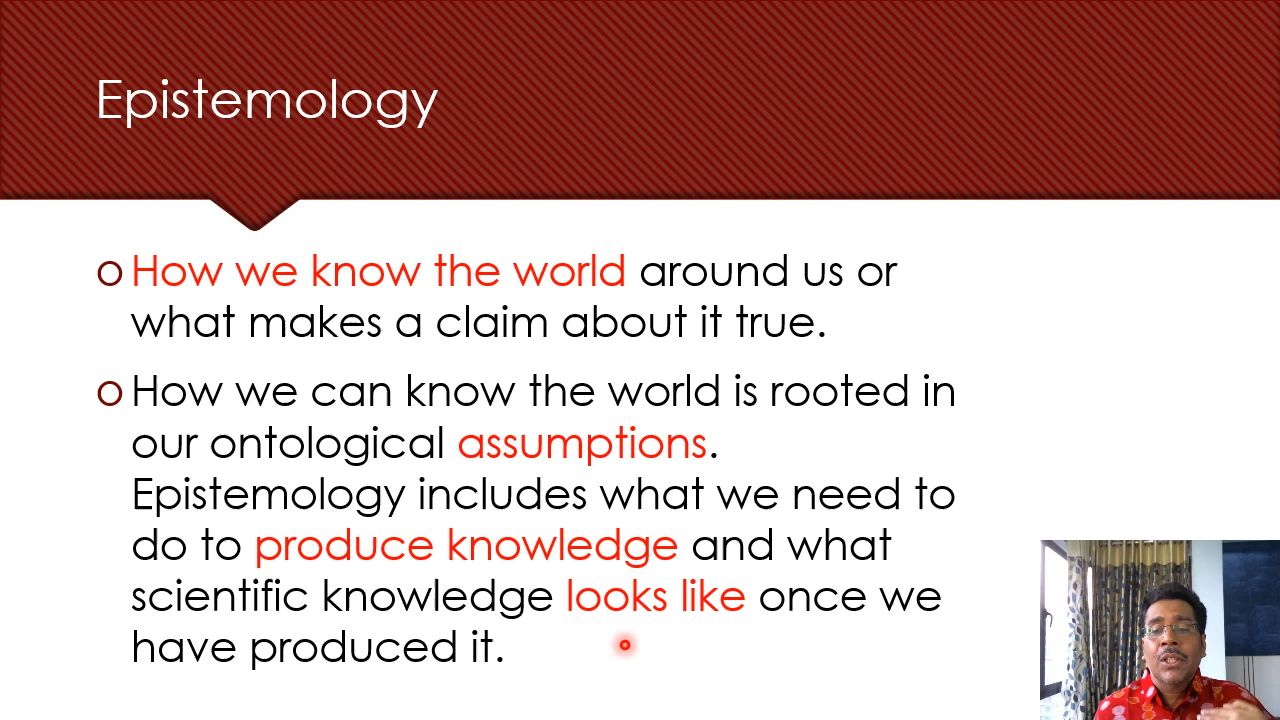 Epistemology
How we know the world around us or
what makes a claim about it true.
How we can know the world is rooted in
our ontological assumptions.
Epistemology includes what we need to
do to produce knowledge and what
scientific knowledge looks like once we
have produced it.